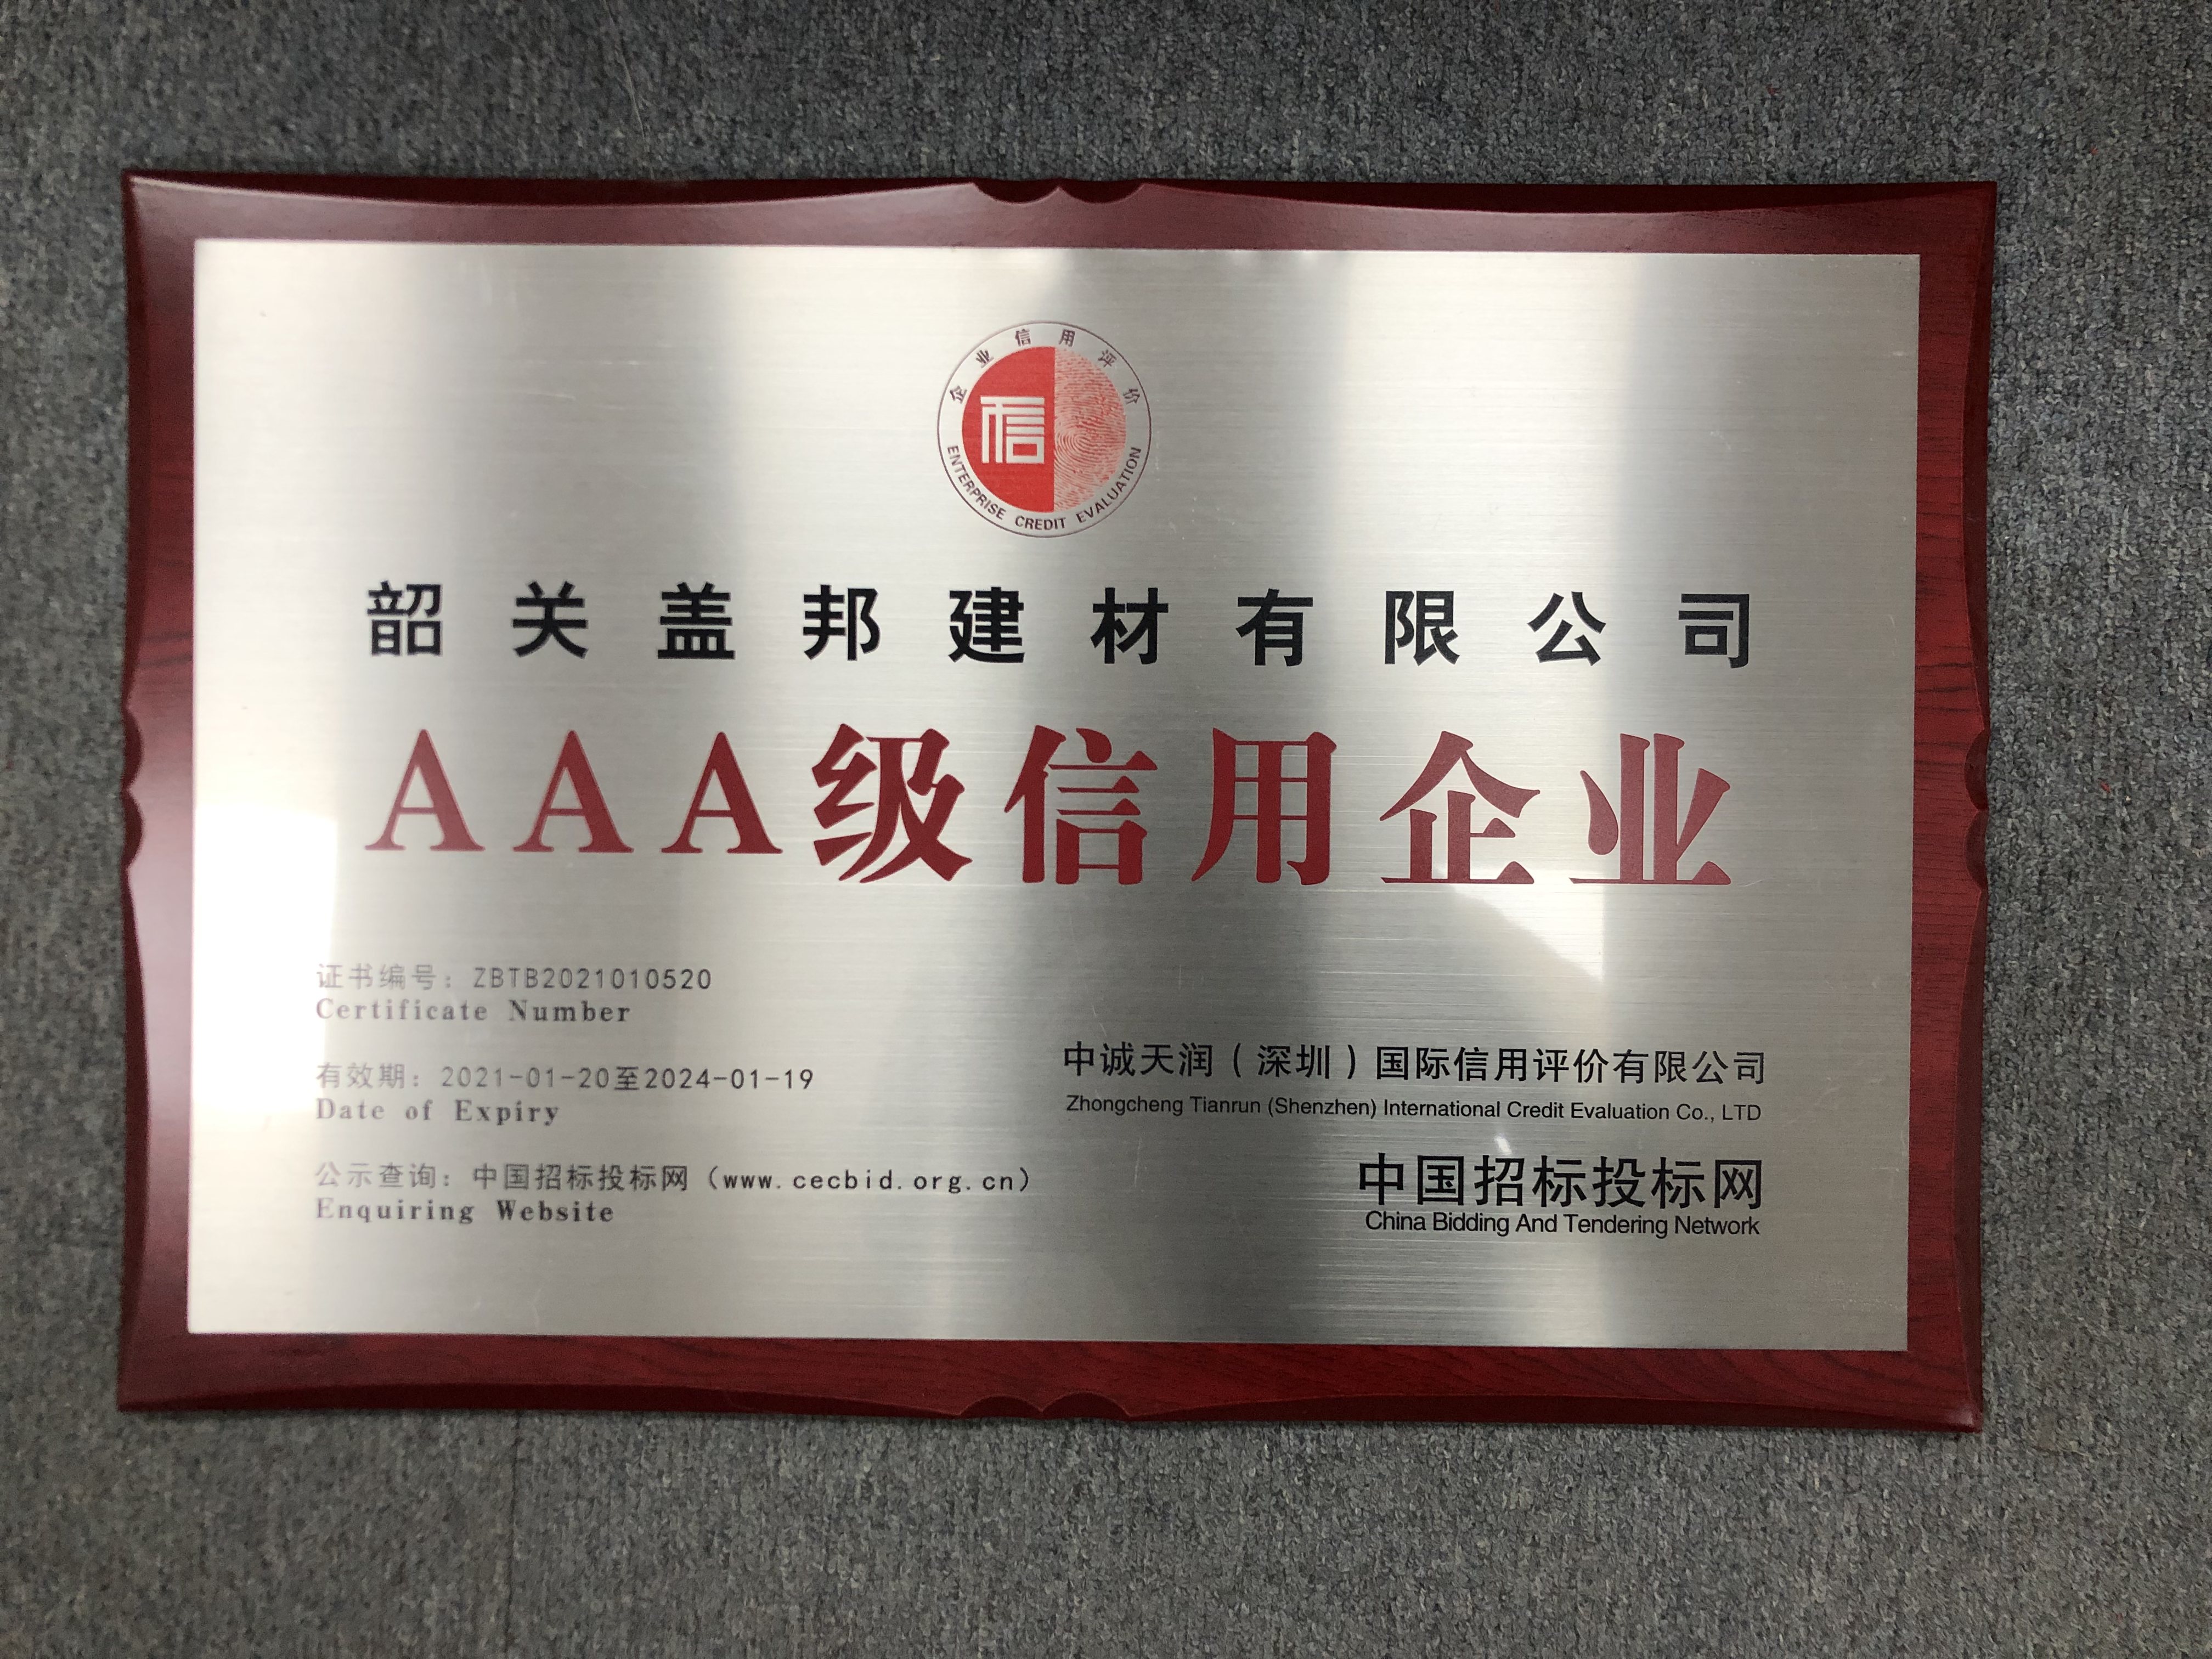 企业信用评价
信
ENTERPRISE CREDIT EVALUATION
韶关盖邦建材有限公司
AAA级信用企业
证书编号：ZBTB2021010520
Certificate Number
有效期：2021-01-20至2024-01-19
Date of Expiry
公示查询：中国招标投标网（www.cecbid.org.cn）
Enquiring Website
中诚天润（深圳）国际信用评价有限公司
Zhongcheng Tianrun (Shenzhen) International Credit Evaluation Co., LTD
中国招标投标网
China Bidding And Tendering Network